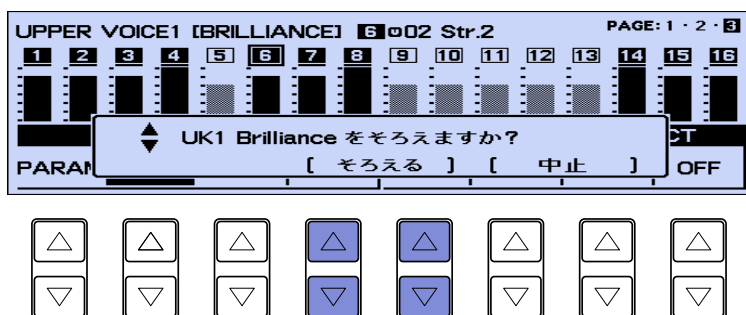 UPPER VOICE1 [BRILLIANCE] 6 02 Str.2 PAGE: 1・2・3
1 2 3 4 5 6 7 8 9 10 11 12 13 14 15 16
UK1 Brilliance をそろえますか?
CT
PARAM [ そろえる ] [ 中止 ] OFF